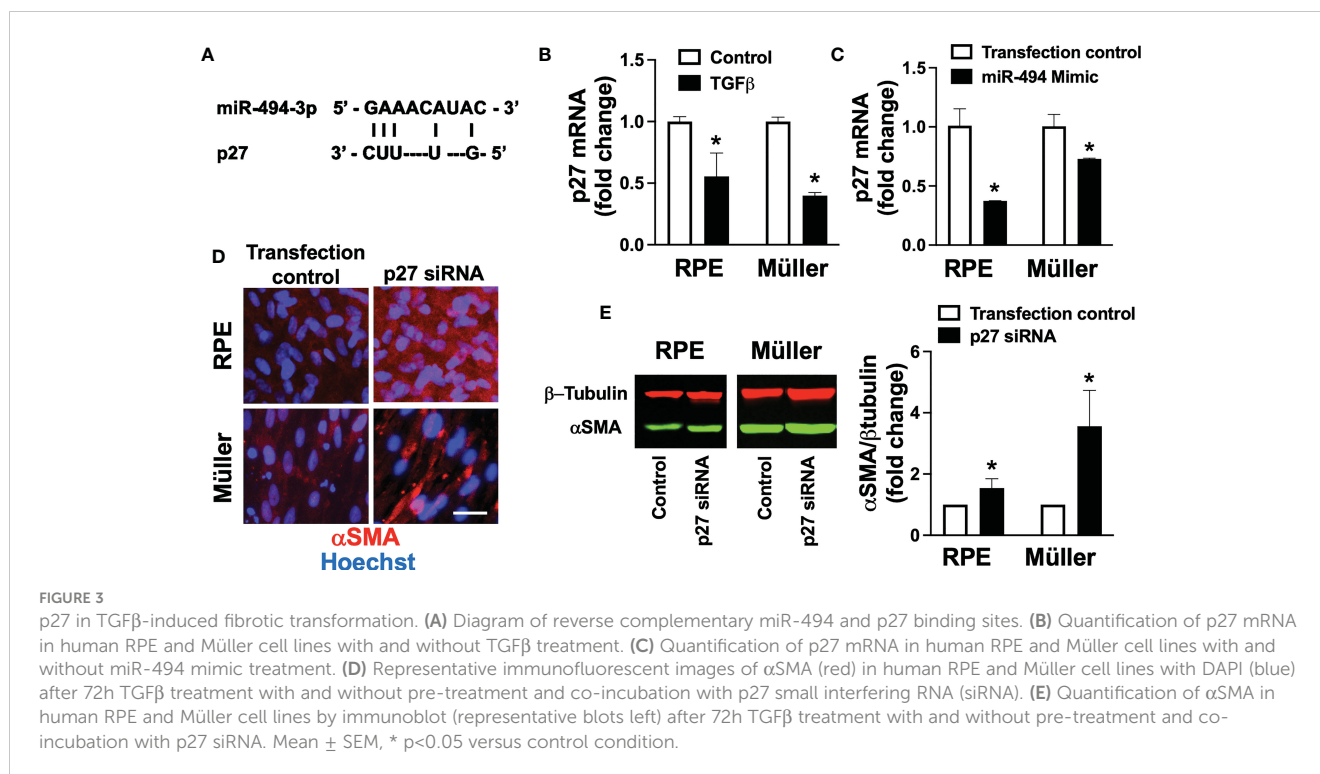 A
miR-494-3p 5' - GAAACAUAC - 3'
p27 3' - CUU----U ---G- 5'
B
Control
TGFβ
p27 mRNA
(fold change)
1.5
1.0
0.5
0.0
*
*
RPE Müller
C
Transfection control
miR-494 Mimic
p27 mRNA
(fold change)
1.5
1.0
0.5
0.0
*
*
RPE Müller
D
Transfection
control
p27 siRNA
RPE
Müller
αSMA
Hoechst
E
RPE Müller
β–Tubulin
αSMA
Control
p27 siRNA
Control
p27 siRNA
Transfection control
p27 siRNA
αSMA/βtubulin
(fold change)
6
4
2
0
*
*
RPE Müller
FIGURE 3
p27 in TGFβ-induced fibrotic transformation. (A) Diagram of reverse complementary miR-494 and p27 binding sites. (B) Quantification of p27 mRNA
in human RPE and Müller cell lines with and without TGFβ treatment. (C) Quantification of p27 mRNA in human RPE and Müller cell lines with and
without miR-494 mimic treatment. (D) Representative immunofluorescent images of αSMA (red) in human RPE and Müller cell lines with DAPI (blue)
after 72h TGFβ treatment with and without pre-treatment and co-incubation with p27 small interfering RNA (siRNA). (E) Quantification of αSMA in
human RPE and Müller cell lines by immunoblot (representative blots left) after 72h TGFβ treatment with and without pre-treatment and co-
incubation with p27 siRNA. Mean ± SEM, * p<0.05 versus control condition.